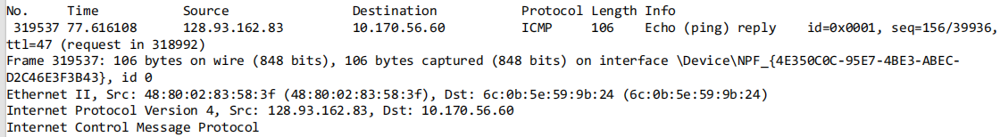 No.     Time           Source                Destination           Protocol Length Info
 319537 77.616108      128.93.162.83         10.170.56.60          ICMP     106    Echo (ping) reply    id=0x0001, seq=156/39936,
ttl=47 (request in 318992)
Frame 319537: 106 bytes on wire (848 bits), 106 bytes captured (848 bits) on interface \Device\NPF_{4E350C0C-95E7-4BE3-ABEC-
D2C46E3F3B43}, id 0
Ethernet II, Src: 48:80:02:83:58:3f (48:80:02:83:58:3f), Dst: 6c:0b:5e:59:9b:24 (6c:0b:5e:59:9b:24)
Internet Protocol Version 4, Src: 128.93.162.83, Dst: 10.170.56.60
Internet Control Message Protocol